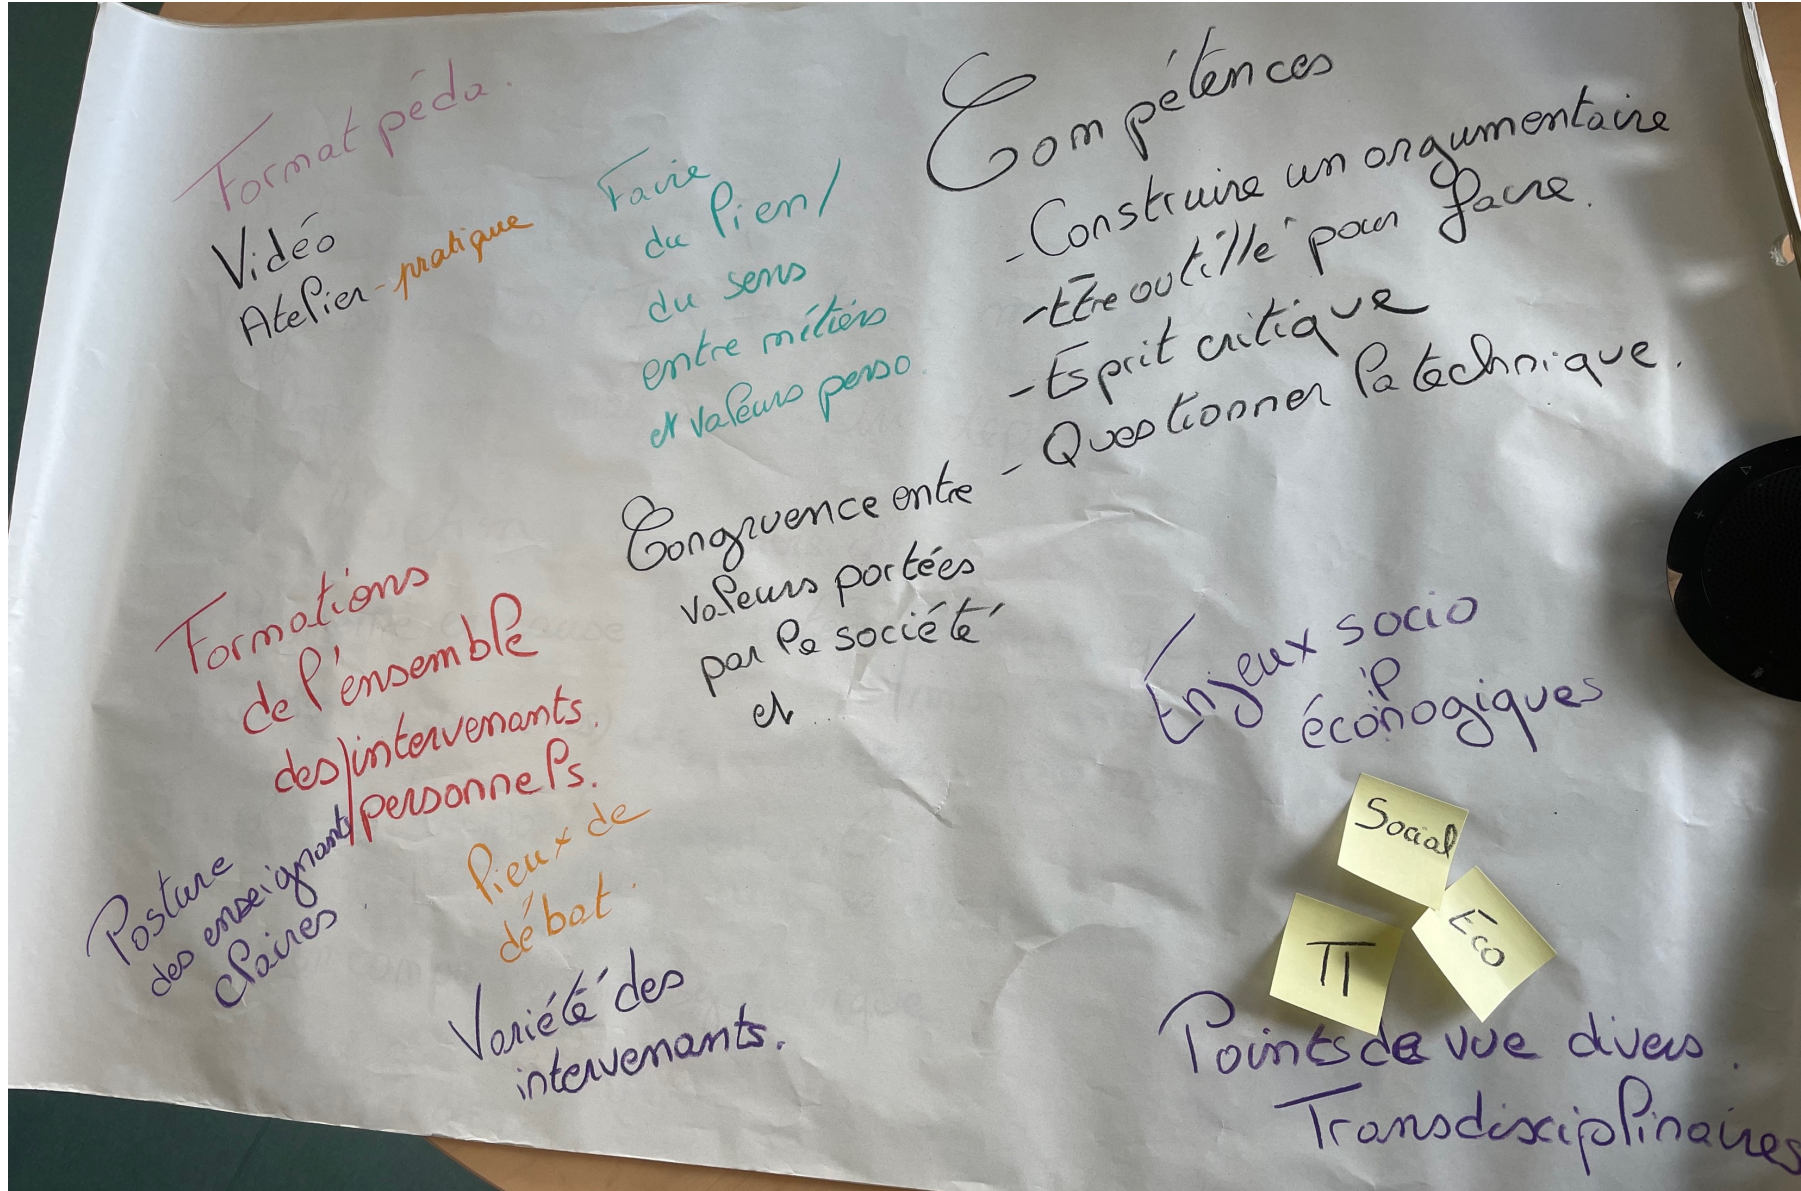 Format péda.
Vidéo
Atelier-pratique
Faire
du lien/
du sens
entre métiers
et valeurs perso.
Compétences
- Construire un argumentaire
- Être outillé pour faire.
- Esprit critique
- Questionner la technique.
Congruence entre
valeurs portées
par la société
et ...
Formations
de l'ensemble
des/intervenants.
/personnels.
Posture
des enseignants
claires
lieux de
débat.
Variété des
intervenants.
Enjeux socio
Social
Eco
Points de vue divers.
Transdisciplinaires